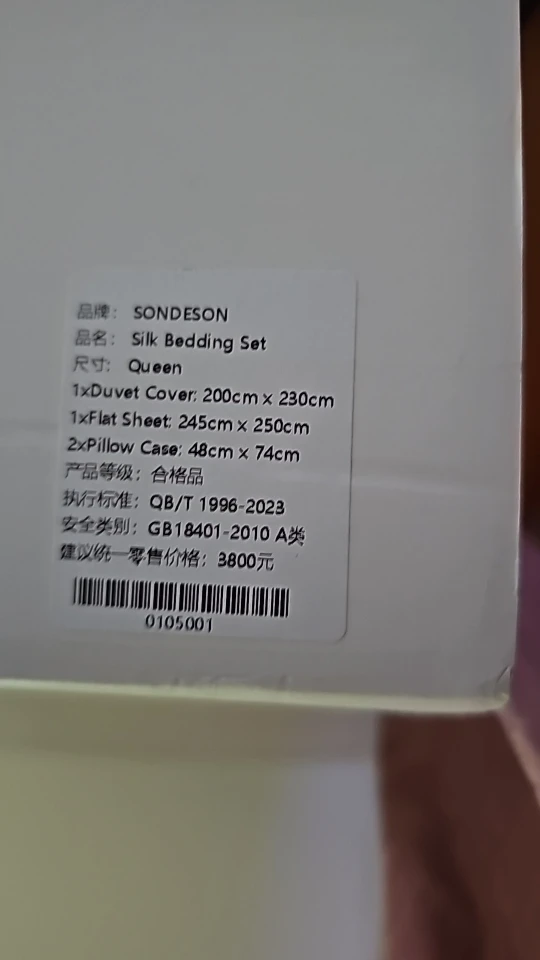 品牌： SONDESON
品名： Silk Bedding Set
尺寸： Queen
1xDuvet Cover: 200cm x 230cm
1xFlat Sheet: 245cm x 250cm
2xPillow Case: 48cm x 74cm
产品等级：合格品
执行标准：QB/T 1996-2023
安全类别：GB18401-2010 A类
建议统一零售价格：3800元
0105001